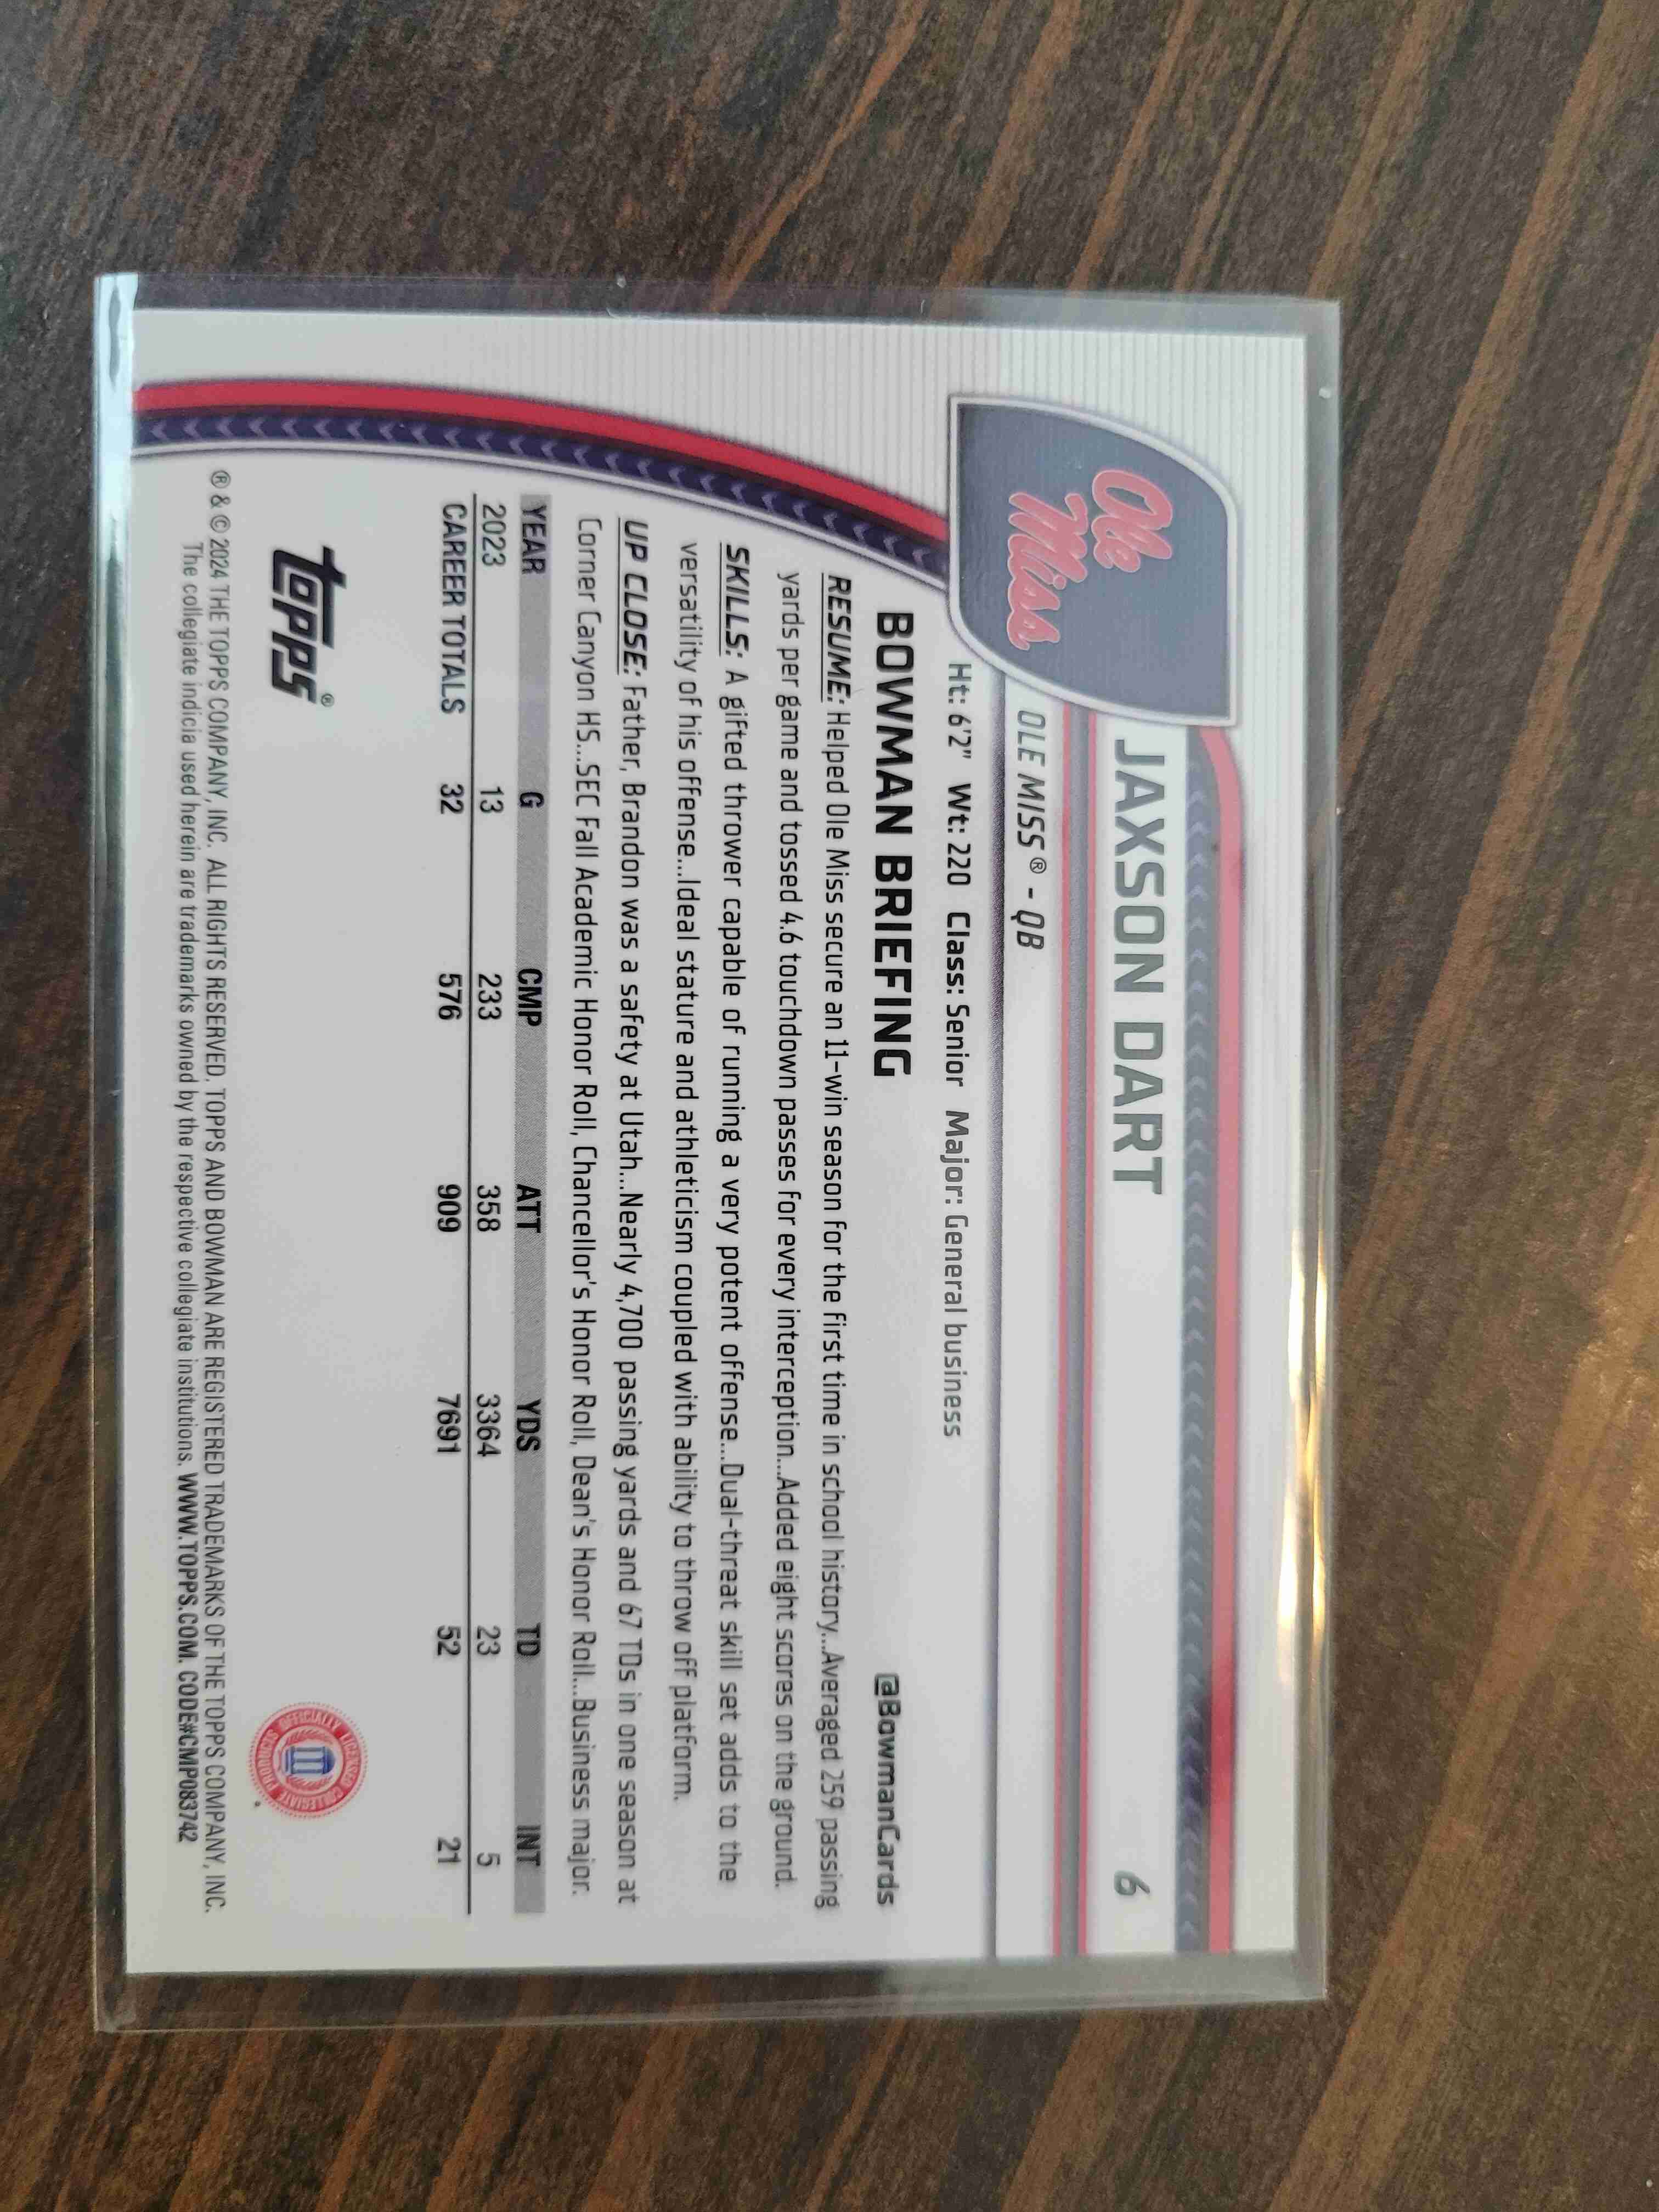 JAXSON DART 6
Ole
Miss
OLE MISS® - QB
Ht: 6'2" Wt: 220 Class: Senior Major: General business
BOWMAN BRIEFING @BowmanCards
RESUME: Helped Ole Miss secure an 11-win season for the first time in school history...Averaged 259 passing
yards per game and tossed 4.6 touchdown passes for every interception...Added eight scores on the ground.
SKILLS: A gifted thrower capable of running a very potent offense...Dual-threat skill set adds to the
versatility of his offense...Ideal stature and athleticism coupled with ability to throw off platform.
UP CLOSE: Father, Brandon was a safety at Utah...Nearly 4,700 passing yards and 67 TDs in one season at
Corner Canyon HS...SEC Fall Academic Honor Roll, Chancellor's Honor Roll, Dean's Honor Roll...Business major.
YEAR G CMP ATT YDS TD INT
2023 13 233 358 3364 23 5
CAREER TOTALS 32 576 909 7691 52 21
topps®
OFFICIALLY LICENSED COLLEGIATE PRODUCTS
® & © 2024 THE TOPPS COMPANY, INC. ALL RIGHTS RESERVED. TOPPS AND BOWMAN ARE REGISTERED TRADEMARKS OF THE TOPPS COMPANY, INC.
The collegiate indicia used herein are trademarks owned by the respective collegiate institutions. WWW.TOPPS.COM. CODE#CMP083742